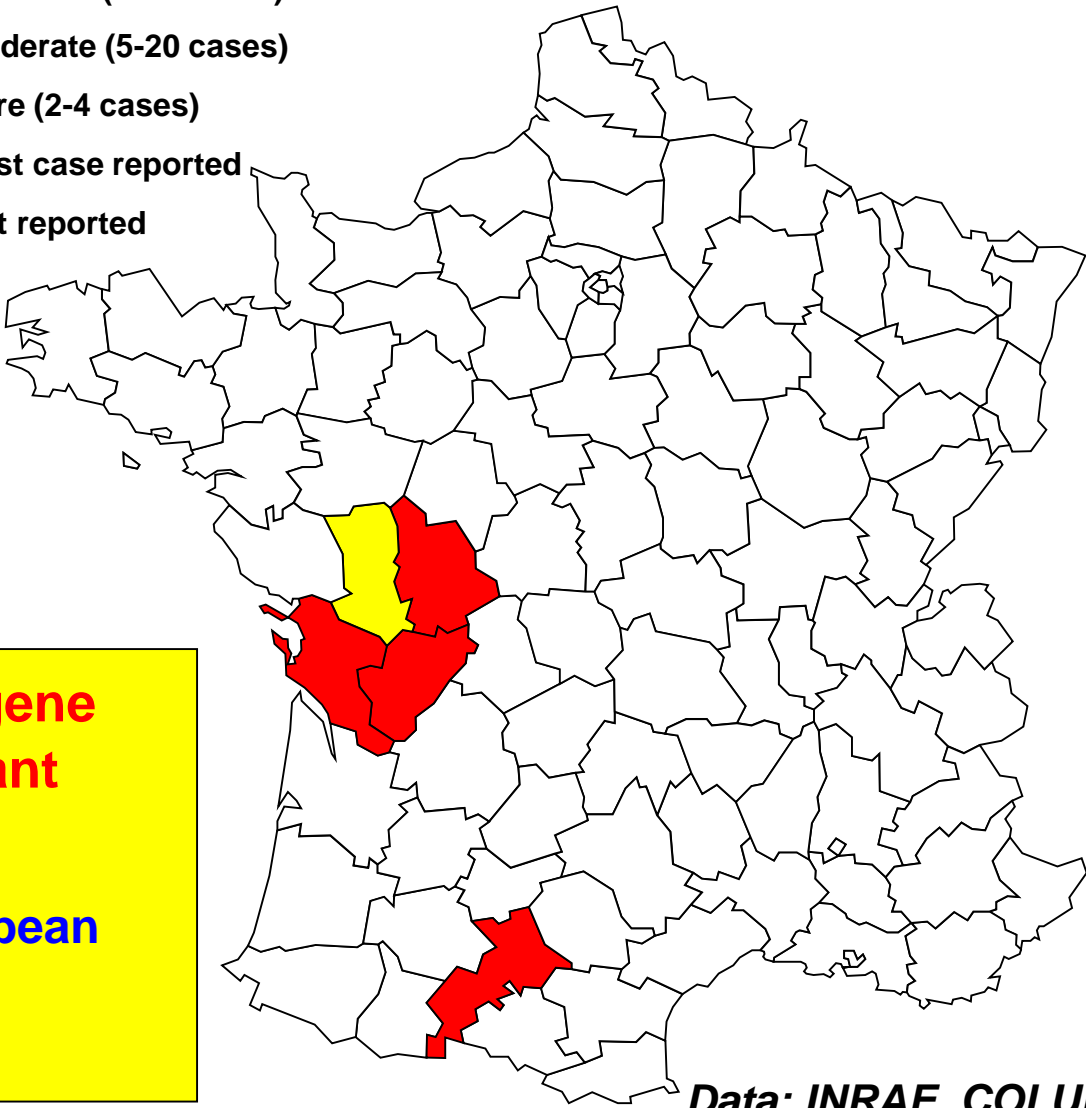 derate (5-20 cases)
re (2-4 cases)
st case reported
t reported
gene
ant
pean
Data: INRAE, COLU